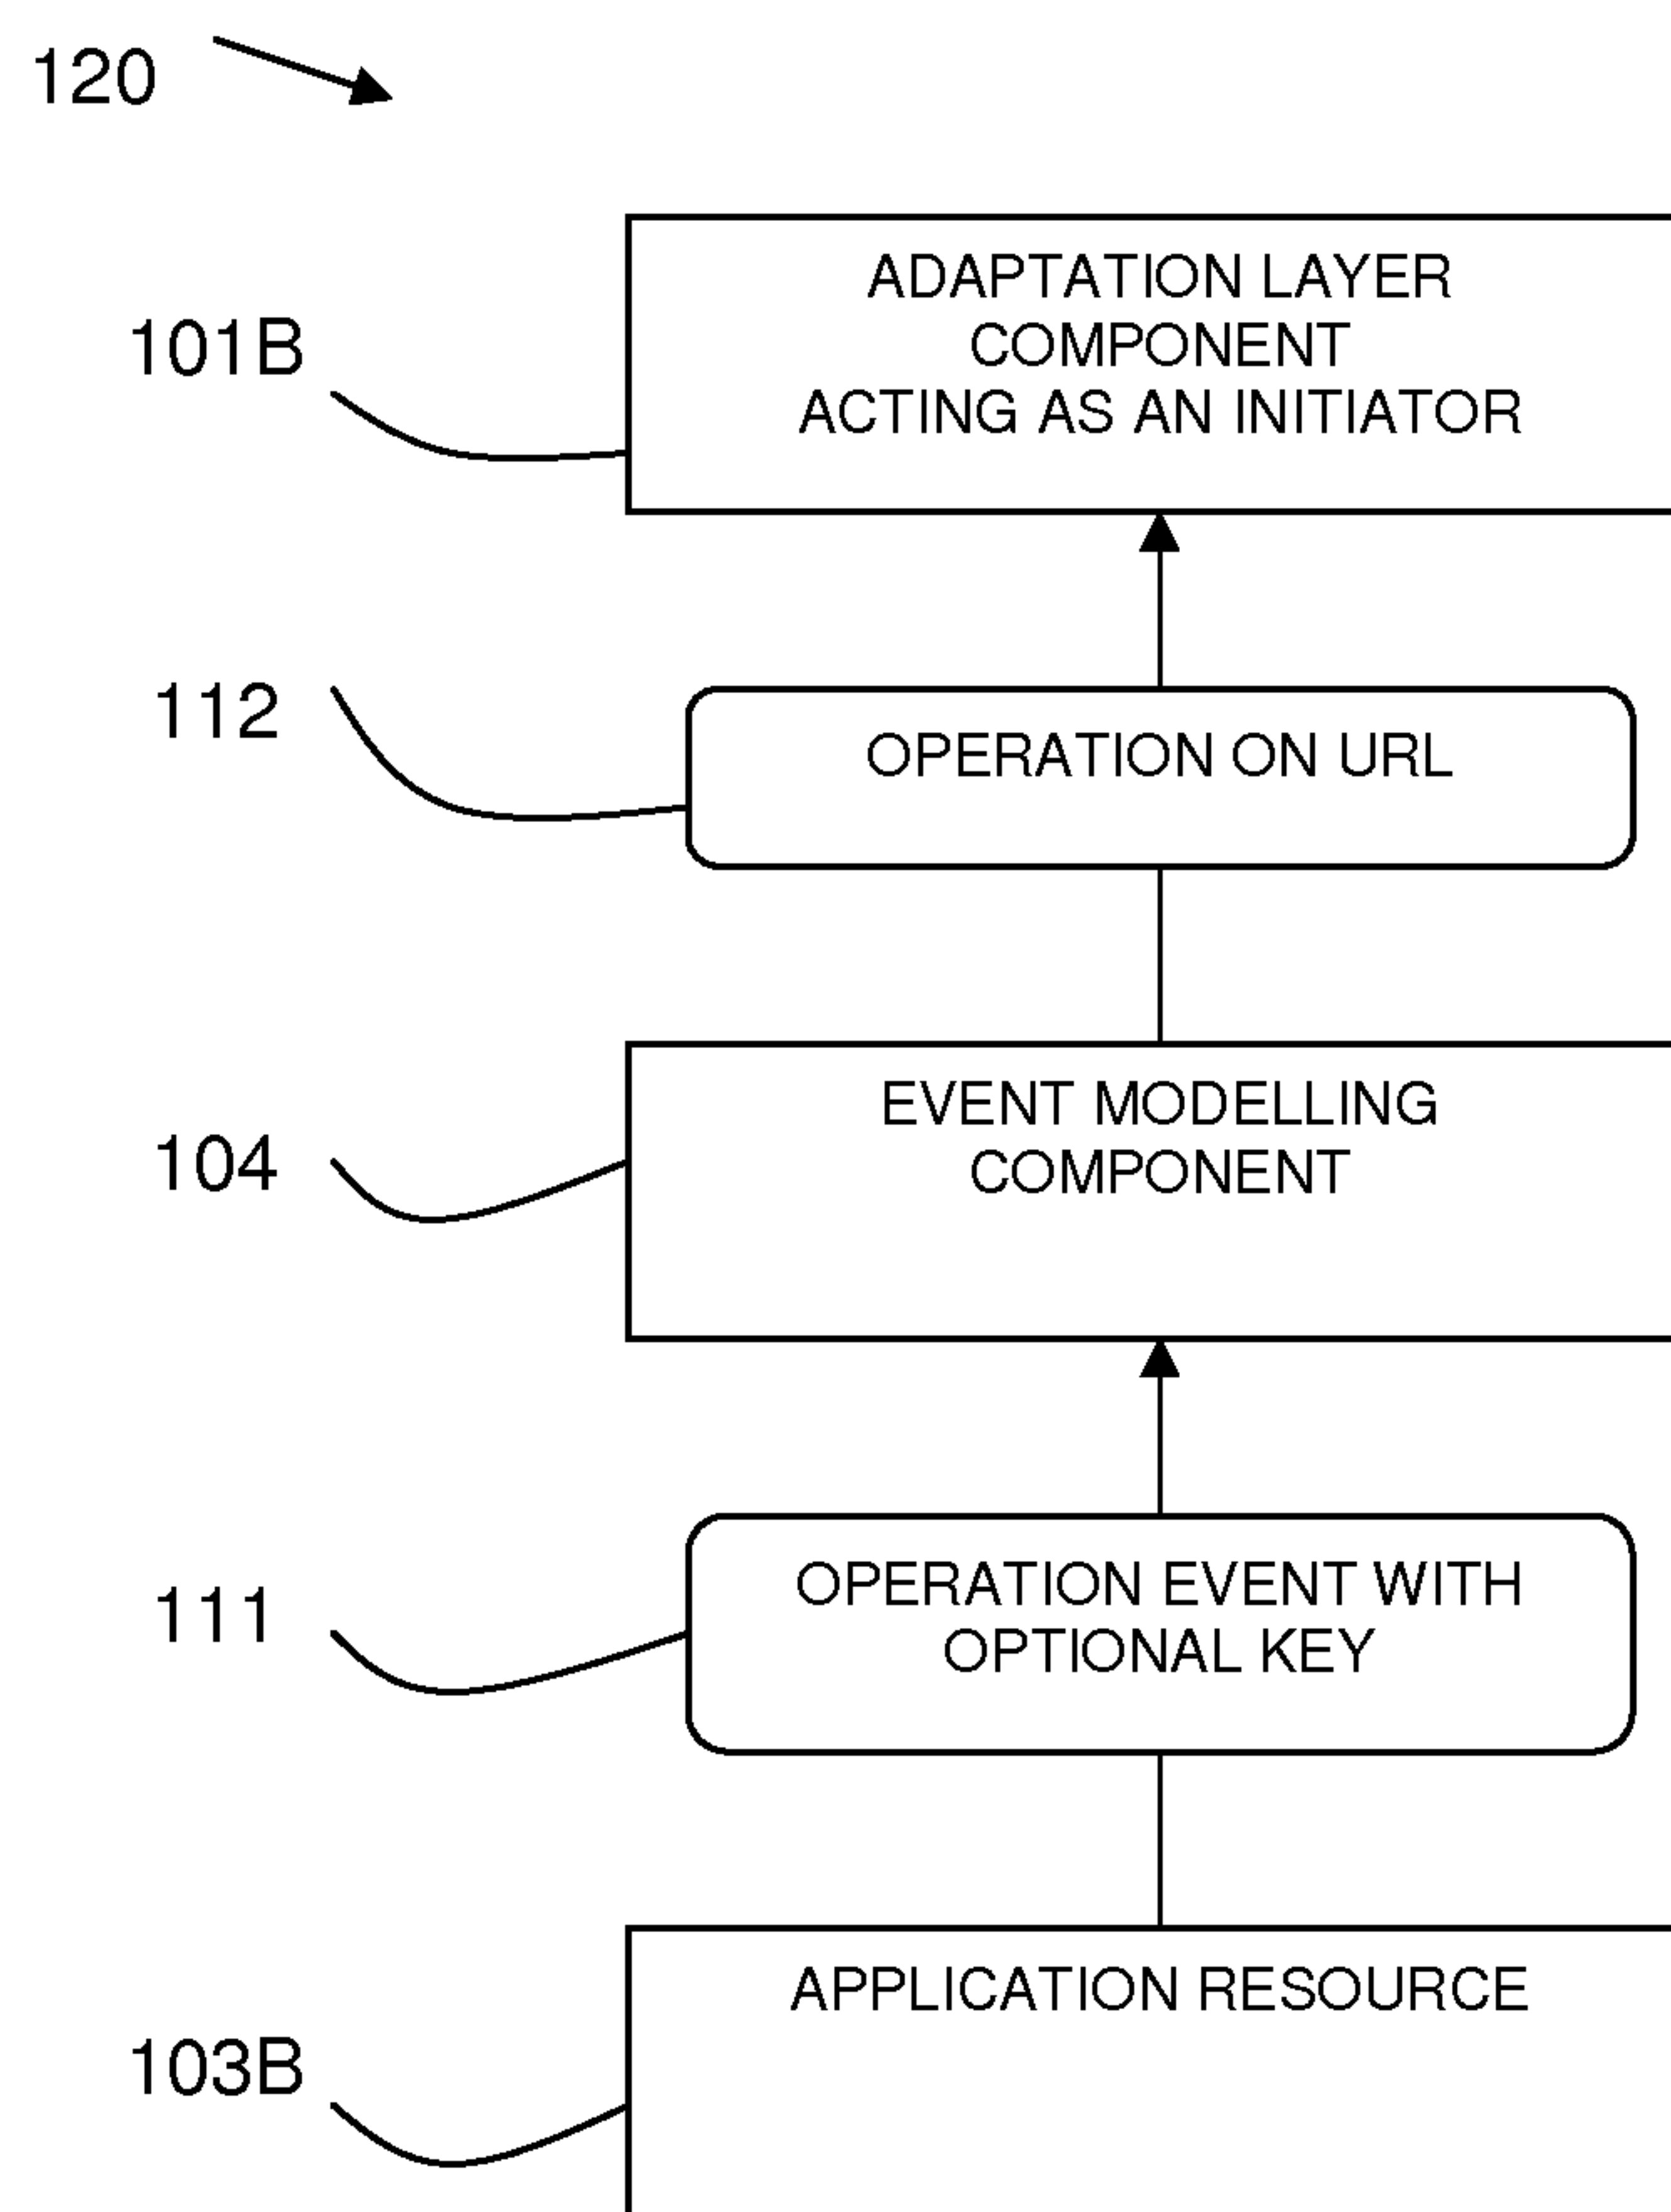 120
ADAPTATION LAYER
COMPONENT
ACTING AS AN INITIATOR
101B
112
OPERATION ON URL
EVENT MODELLING
COMPONENT
104
OPERATION EVENT WITH
OPTIONAL KEY
111
APPLICATION RESOURCE
103B